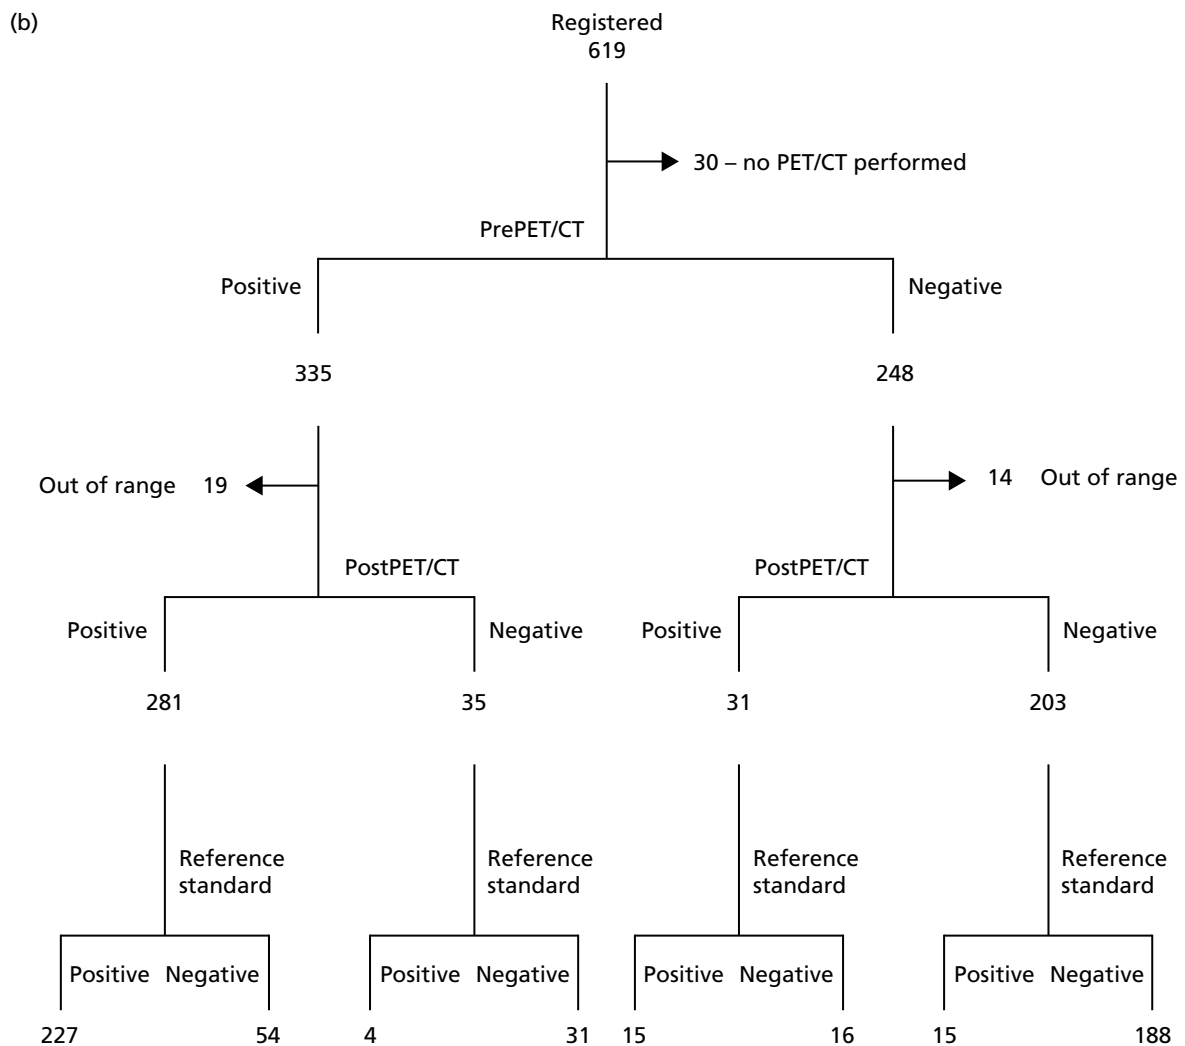 (b)
Registered
619
30 – no PET/CT performed
PrePET/CT
Positive
Negative
335
248
Out of range 19
14 Out of range
PostPET/CT
PostPET/CT
Positive
Negative
Positive
Negative
281
35
31
203
Reference
standard
Reference
standard
Reference
standard
Reference
standard
Positive Negative
Positive Negative
Positive Negative
Positive Negative
227
54
4
31
15
16
15
188